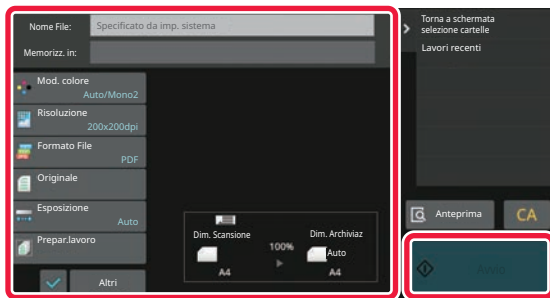 Nome File:
Specificato da imp. sistema
Memorizz. in:
Mod. colore
Auto/Mono2
Risoluzione
200x200dpi
Formato File
PDF
Originale
Esposizione
Auto
Prepar.lavoro
Altri
Dim. Scansione
A4
100%
Dim. Archiviaz
Auto
A4
Torna a schermata
selezione cartelle
Lavori recenti
Anteprima
CA
Avvio